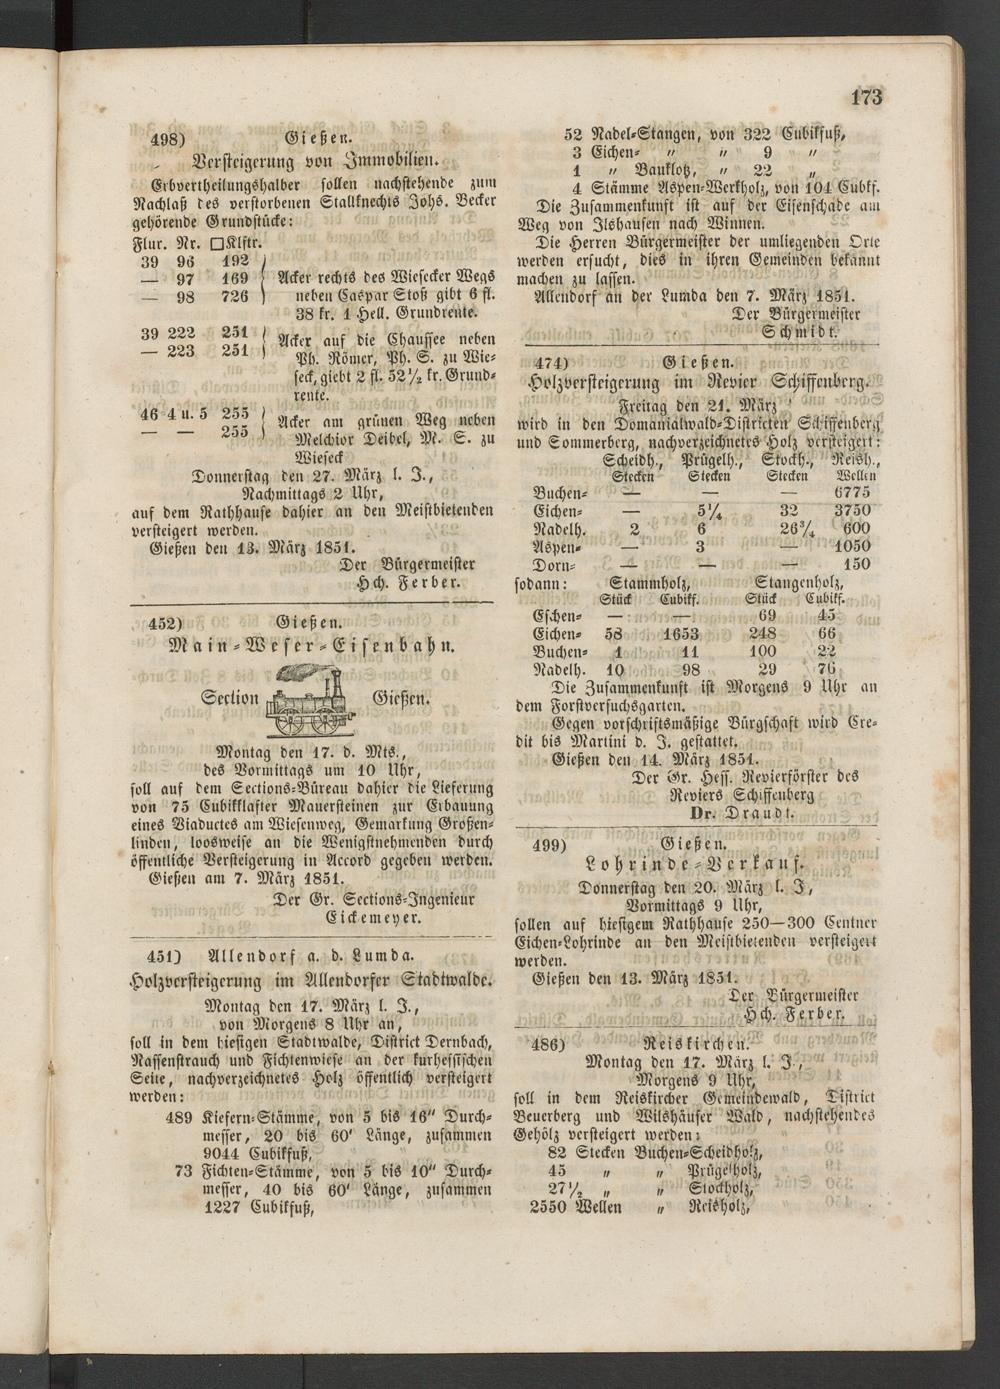 173
498) Gießen.
Versteigerung von Immobilien.
Erbvertheilungshalber sollen nachstehende zum
Nachlaß des verstorbenen Stallknechts Johs. Becker
gehörende Grundstücke:
Flur. Nr. □Klftr.
39 96 192
— 97 169 Acker rechts des Wiesecker Wegs
— 98 726 neben Caspar Stoß gibt 6 fl.
38 kr. 1 Hell. Grundrente.
39 222 251 Acker auf die Chaussee neben
— 223 251 Ph. Römer, Ph. S. zu Wie-
seck, giebt 2 fl. 52½ kr. Grund-
rente.
46 4 u. 5 255 Acker am grünen Weg neben
— — 255 Melchior Deibel, M. S. zu
Wieseck
Donnerstag den 27. März l. J.,
Nachmittags 2 Uhr,
auf dem Rathhause dahier an den Meistbietenden
versteigert werden.
Gießen den 13. März 1851.
Der Bürgermeister
Hch. Ferber.
452) Gießen.
Main-Weser-Eisenbahn.
Section Gießen.
Montag den 17. d. Mts.,
des Vormittags um 10 Uhr,
soll auf dem Sections-Büreau dahier die Lieferung
von 75 Cubikklafter Mauersteinen zur Erbauung
eines Viaductes am Wiesenweg, Gemarkung Großen-
linden, loosweise an die Wenigstnehmenden durch
öffentliche Versteigerung in Accord gegeben werden.
Gießen am 7. März 1851.
Der Gr. Sections-Ingenieur
Eickemeyer.
451) Allendorf a. d. Lumda.
Holzversteigerung im Allendorfer Stadtwalde.
Montag den 17. März l. J.,
von Morgens 8 Uhr an,
soll in dem hiesigen Stadtwalde, District Dernbach,
Nassenstrauch und Fichtenwiese an der kurhessischen
Seite, nachverzeichnetes Holz öffentlich versteigert
werden:
489 Kiefern-Stämme, von 5 bis 16" Durch-
messer, 20 bis 60' Länge, zusammen
9044 Cubikfuß,
73 Fichten-Stämme, von 5 bis 10" Durch-
messer, 40 bis 60' Länge, zusammen
1227 Cubikfuß,
52 Nadel-Stangen, von 322 Cubikfuß,
3 Eichen- " " 9 "
1 " Bauklotz, " 22 "
4 Stämme Aspen-Werkholz, von 104 Cubkf.
Die Zusammenkunft ist auf der Eisenschade am
Weg von Ilshausen nach Winnen.
Die Herren Bürgermeister der umliegenden Orte
werden ersucht, dies in ihren Gemeinden bekannt
machen zu lassen.
Allendorf an der Lumda den 7. März 1851.
Der Bürgermeister
Schmidt.
474) Gießen.
Holzversteigerung im Revier Schiffenberg.
Freitag den 21. März
wird in den Domanialwald-Districten Schiffenberg
und Sommerberg, nachverzeichnetes Holz versteigert:
Scheidh., Prügelh., Stockh., Reish.,
Stecken Stecken Stecken Wellen
Buchen- — — — 6775
Eichen- — 5¼ 32 3750
Nadelh. 2 6 26¾ 600
Aspen- — 3 — 1050
Dorn- — — — 150
sodann: Stammholz, Stangenholz,
Stück Cubikf. Stück Cubikf.
Eschen- — — 69 45
Eichen- 58 1653 248 66
Buchen- 1 11 100 22
Nadelh. 10 98 29 76
Die Zusammenkunft ist Morgens 9 Uhr an
dem Forstversuchsgarten.
Gegen vorschriftsmäßige Bürgschaft wird Cre-
dit bis Martini d. J. gestattet.
Gießen den 14. März 1851.
Der Gr. Hess. Revierförster des
Reviers Schiffenberg
Dr. Draudt.
499) Gießen.
Lohrinde-Verkauf.
Donnerstag den 20. März l. J,
Vormittags 9 Uhr,
sollen auf hiesigem Rathhause 250—300 Centner
Eichen-Lohrinde an den Meistbietenden versteigert
werden.
Gießen den 13. März 1851.
Der Bürgermeister
Hch. Ferber.
486) Reiskirchen.
Montag den 17. März l. J.,
Morgens 9 Uhr,
soll in dem Reiskircher Gemeindewald, District
Beuerberg und Wilshäuser Wald, nachstehendes
Gehölz versteigert werden:
82 Stecken Buchen-Scheidholz,
45 " " Prügelholz,
27½ " " Stockholz,
2550 Wellen " Reisholz,